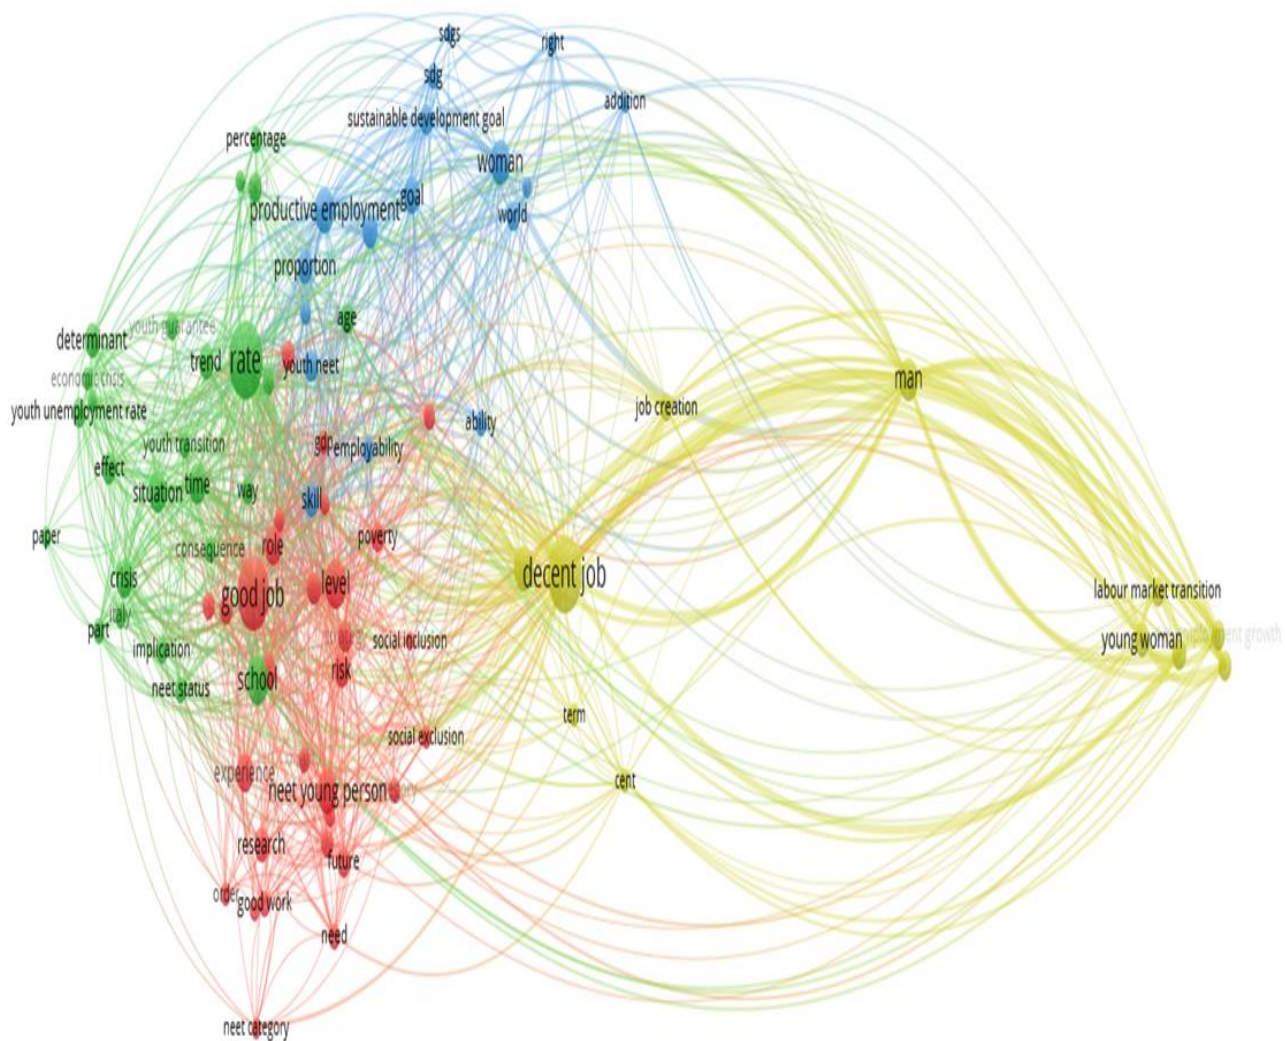 sdgs
right
sdg
addition
sustainable development goal
percentage
woman
goal
productive employment
world
proportion
age
youth guarantee
determinant
rate
trend
youth neet
economic crisis
man
job creation
youth unemployment rate
ability
youth transition
gdp
employability
effect
situation
time
way
skill
paper
poverty
consequence
role
decent job
crisis
level
good job
labour market transition
italy
part
social inclusion
young woman
growth
implication
risk
school
neet status
term
social exclusion
experience
cent
neet young person
research
future
order
good work
need
neet category